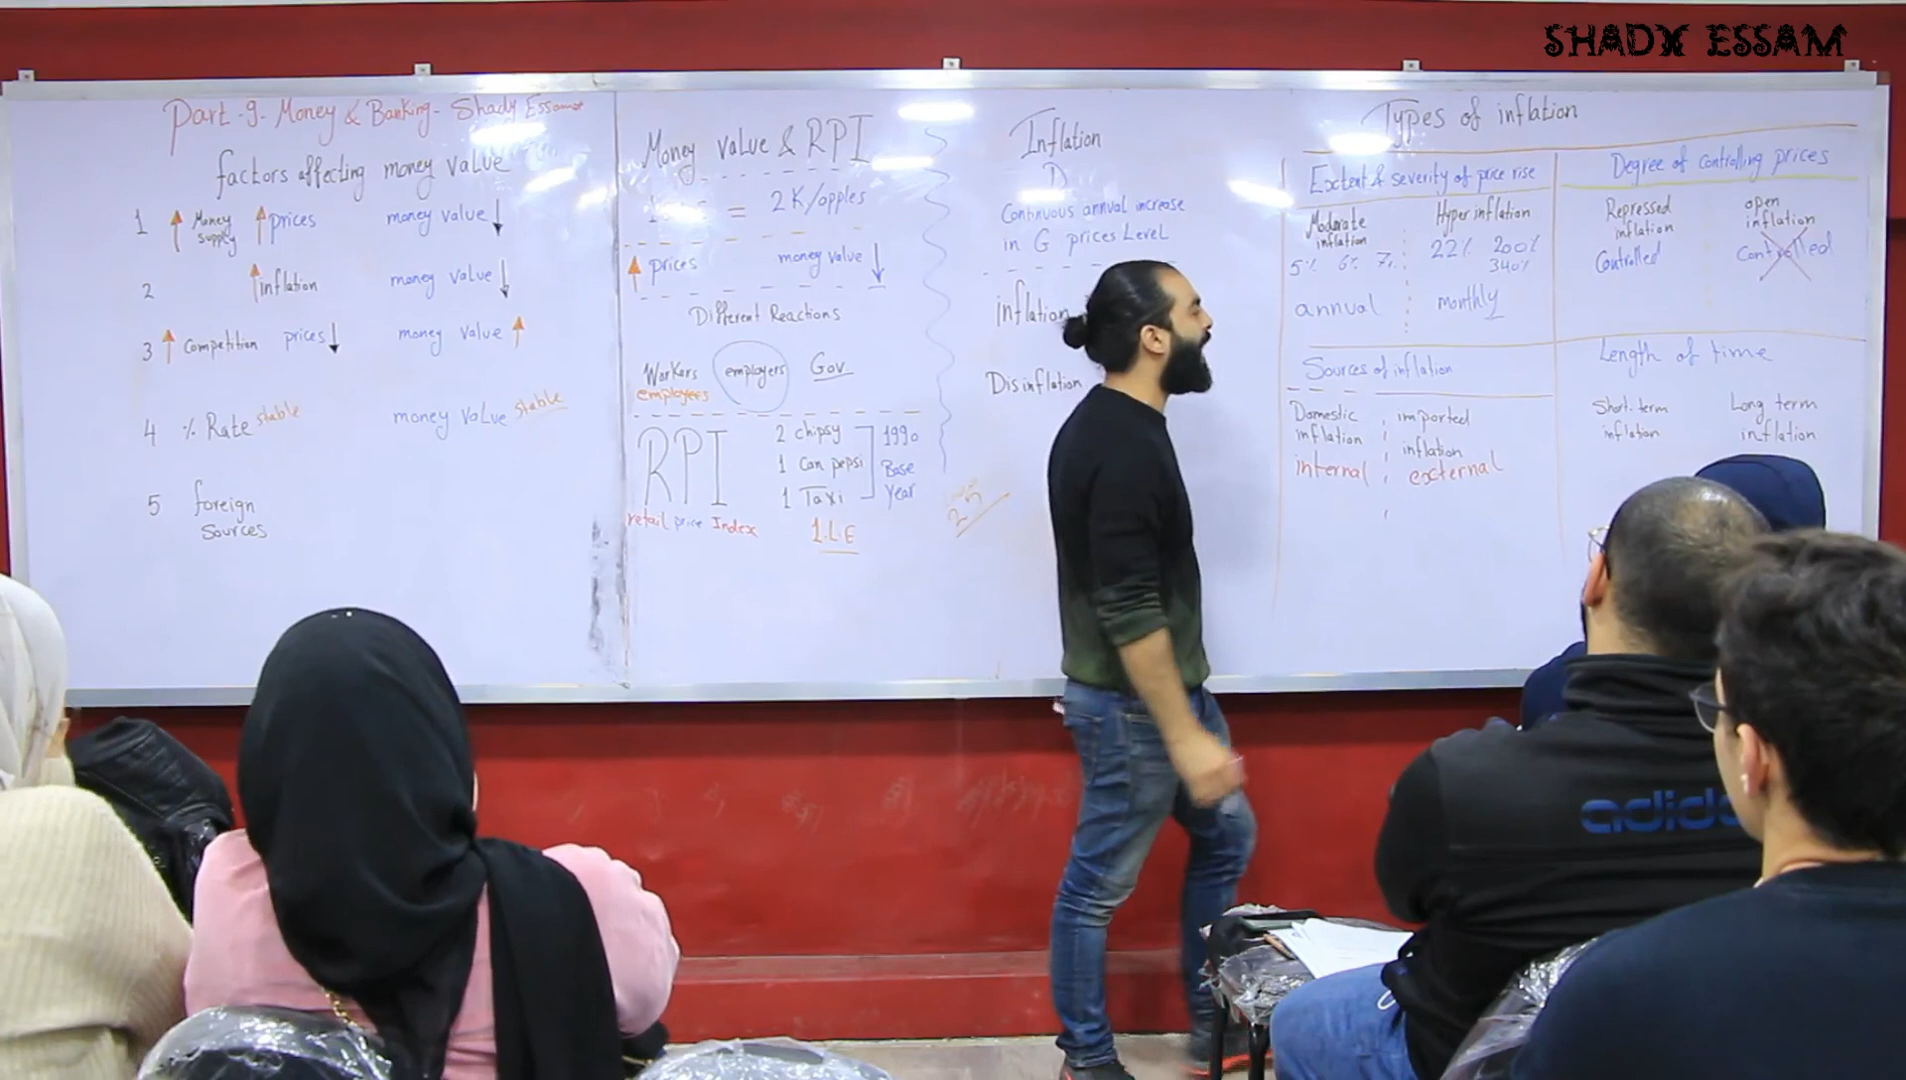 SHADY ESSAM
Part-9- Money & Banking- Shady Essam
factors affecting money value
1 Money supply prices money value
2 inflation money value
3 Competition prices money value
4 % Rate stable money value stable
5 foreign
Sources
Money value & RPI
= 2 K/apples
prices money value
Different Reactions
Workers employers Gov
employees
RPI
retail price Index
2 chipsy
1 Can pepsi
1 Taxi
1990
Base
Year
1.L.E
Inflation
Continuous annual increase
in G prices Level
inflation
Disinflation
Types of inflation
Extent & severity of price rise
Moderate
inflation
5% 6% 7%
annual
Hyper inflation
22% 200%
340%
monthly
Degree of controlling prices
Repressed
inflation
Controlled
open
inflation
Controlled
Sources of inflation
Domestic
inflation
internal
imported
inflation
external
Length of time
Short-term
inflation
Long term
inflation
adid